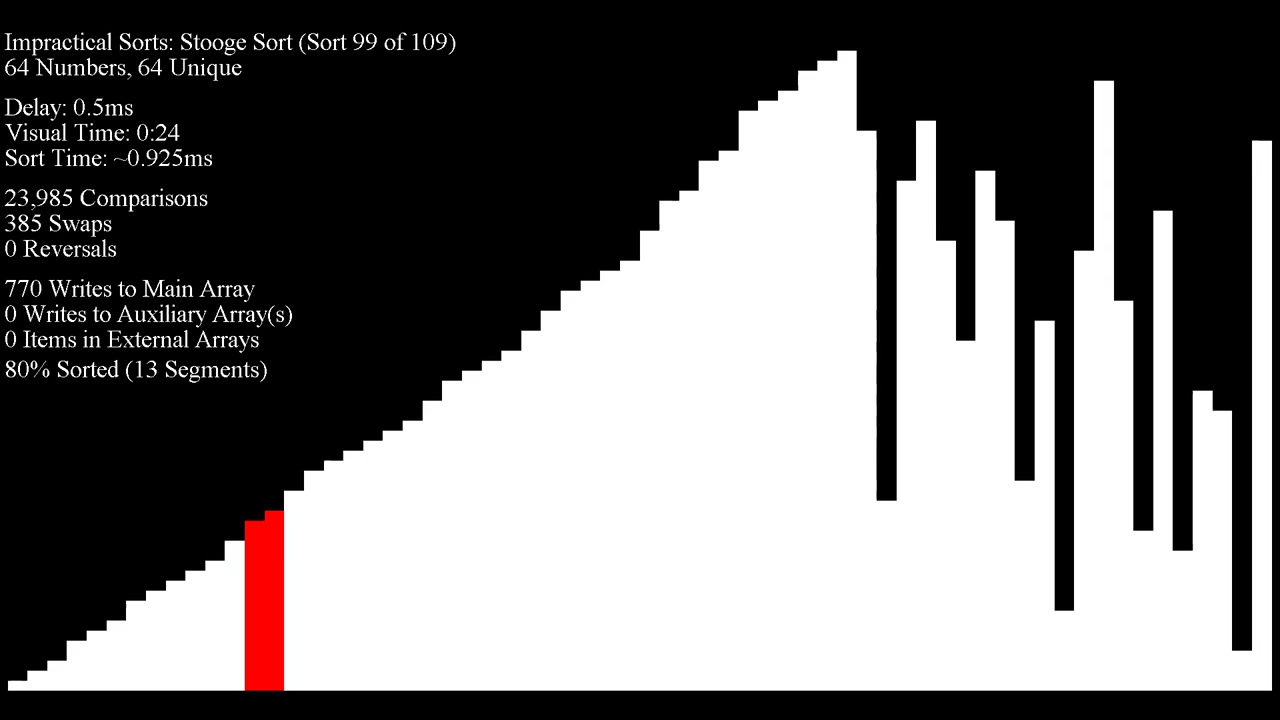 Impractical Sorts: Stooge Sort (Sort 99 of 109)
64 Numbers, 64 Unique
Delay: 0.5ms
Visual Time: 0:24
Sort Time: ~0.925ms
23,985 Comparisons
385 Swaps
0 Reversals
770 Writes to Main Array
0 Writes to Auxiliary Array(s)
0 Items in External Arrays
80% Sorted (13 Segments)